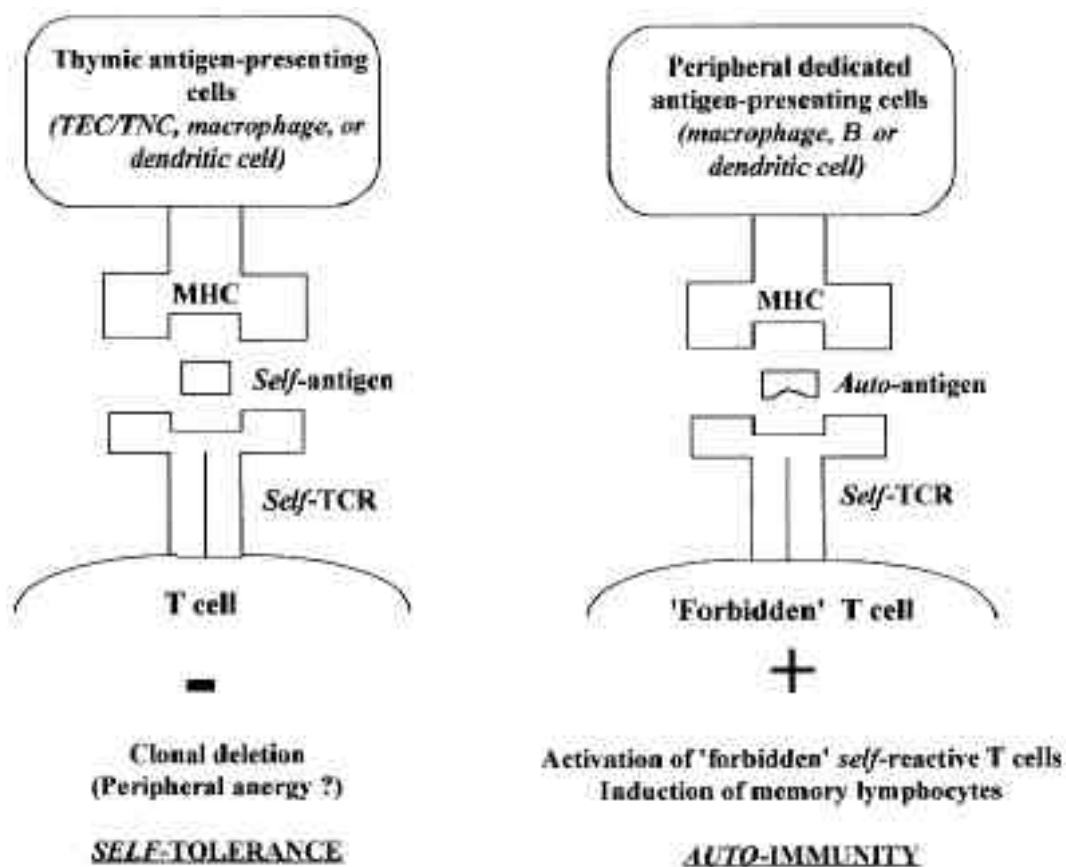 Thymic antigen-presenting
cells
(TEC/TNC, macrophage, or
dendritic cell)
MHC
Self-antigen
Self-TCR
T cell
-
Clonal deletion
(Peripheral anergy ?)
SELF-TOLERANCE
Peripheral dedicated
antigen-presenting cells
(macrophage, B or
dendritic cell)
MHC
Auto-antigen
Self-TCR
'Forbidden' T cell
+
Activation of 'forbidden' self-reactive T cells
Induction of memory lymphocytes
AUTO-IMMUNITY